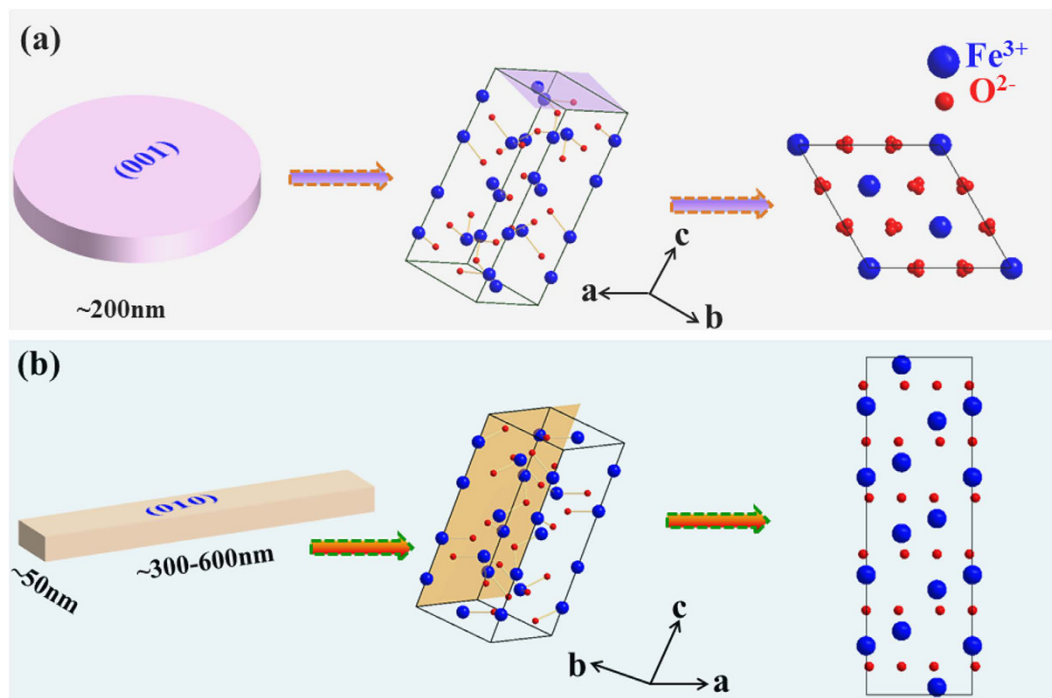 (a)
(001)
~200nm
c
a
b
Fe³⁺
O²⁻
(b)
(010)
~50nm
~300-600nm
c
b
a